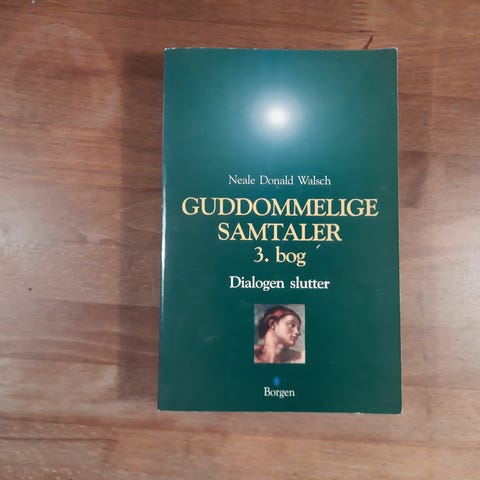 Neale Donald Walsch
GUDDOMMELIGE
SAMTALER
3. bog
Dialogen slutter
Borgen